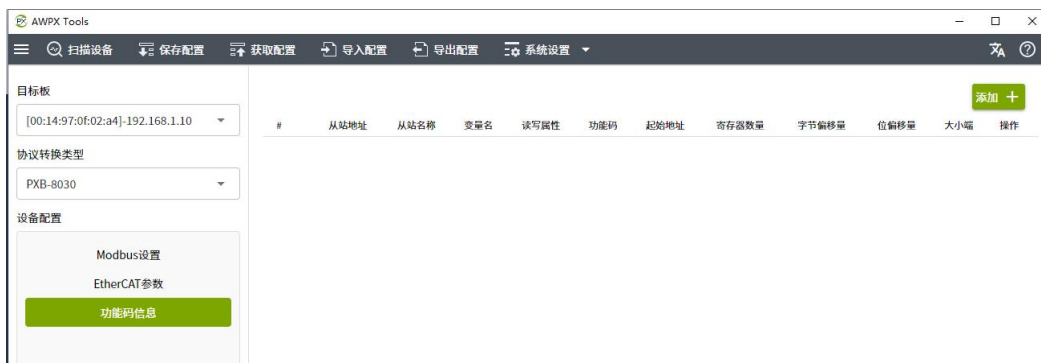 AWPX Tools
扫描设备 保存配置 获取配置 导入配置 导出配置 系统设置
目标板
添加
[00:14:97:0f:02:a4]-192.168.1.10
# 从站地址 从站名称 变量名 读写属性 功能码 起始地址 寄存器数量 字节偏移量 位偏移量 大小端 操作
协议转换类型
PXB-8030
设备配置
Modbus设置
EtherCAT参数
功能码信息